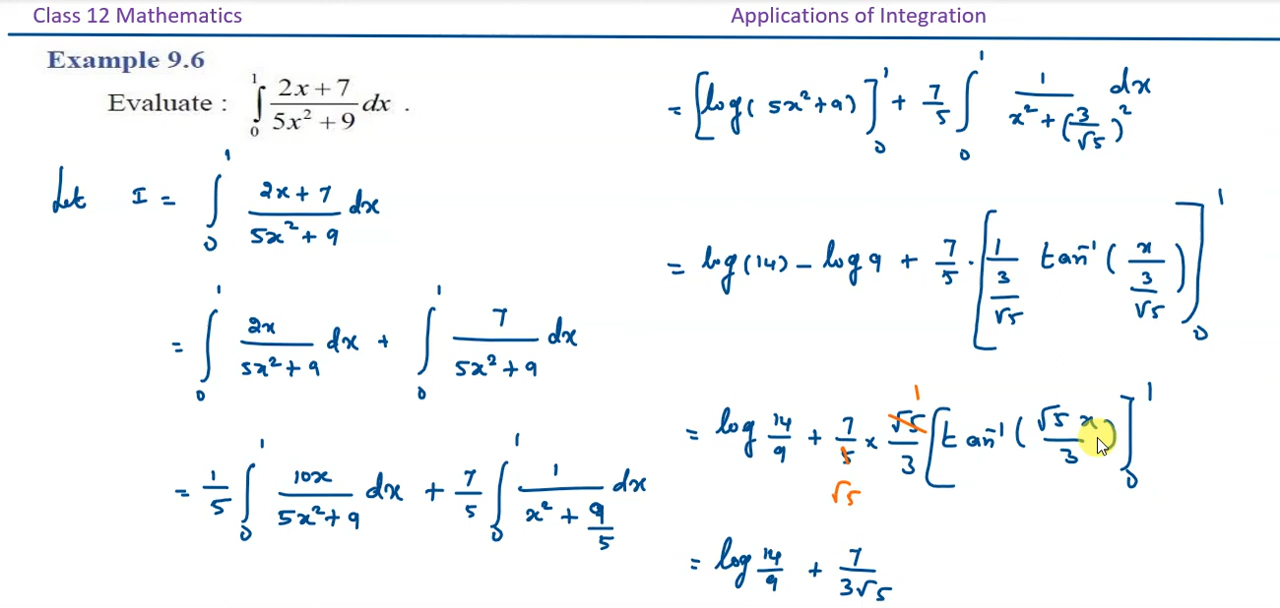 Class 12 Mathematics
Applications of Integration
Example 9.6
Evaluate : ∫₀¹ (2x + 7)/(5x² + 9) dx .
Let I = ∫₀¹ (2x + 7)/(5x² + 9) dx
= ∫₀¹ 2x/(5x² + 9) dx + ∫₀¹ 7/(5x² + 9) dx
= 1/5 ∫₀¹ 10x/(5x² + 9) dx + 7/5 ∫₀¹ 1/(x² + 9/5) dx
= [log(5x² + 9)]₀¹ + 7/5 ∫₀¹ 1/(x² + (3/√5)²) dx
= log(14) − log 9 + 7/5 · [1/(3/√5) tan⁻¹(x/(3/√5))]₀¹
1
= log 14/9 + 7/5 × √5/3 [tan⁻¹(√5 x/3)]₀¹
√5
= log 14/9 + 7/(3√5)